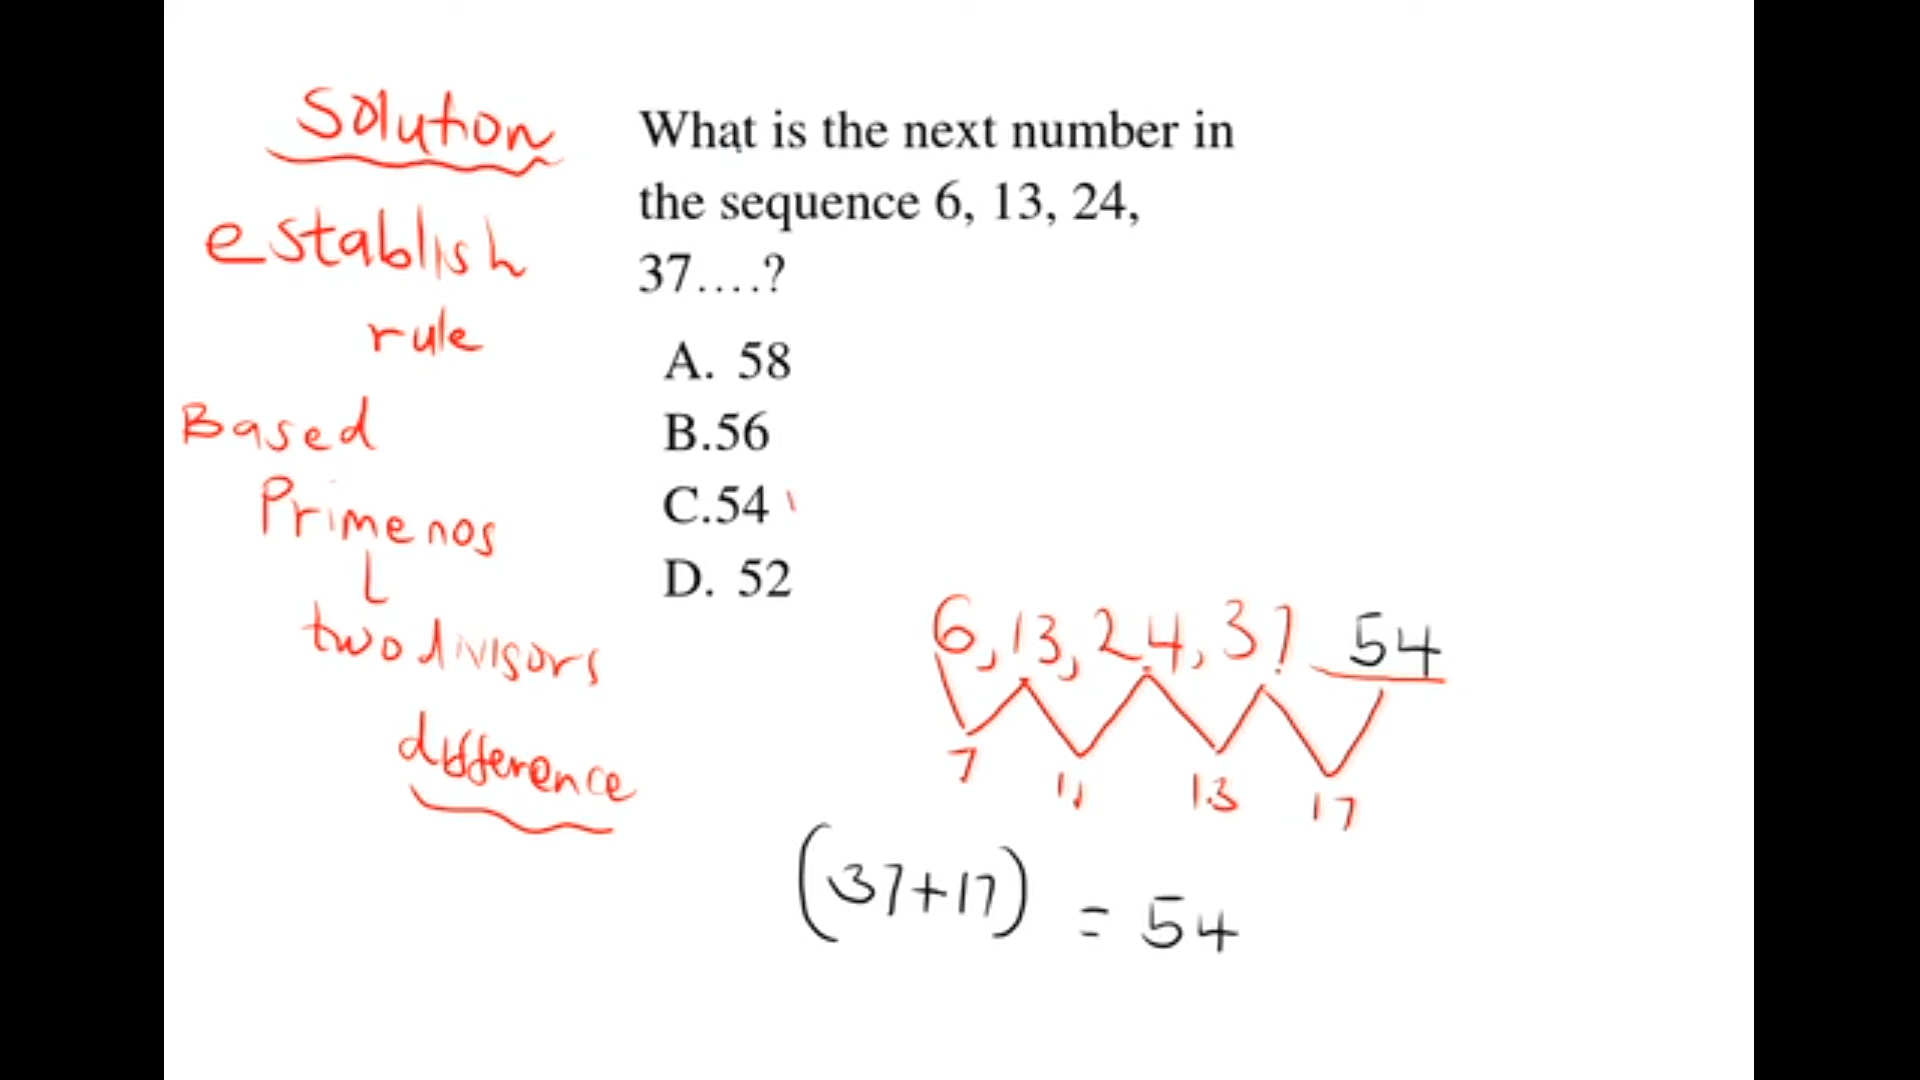 Solution
establish
rule
Based
Prime nos
two divisors
difference
What is the next number in
the sequence 6, 13, 24,
37....?
A. 58
B.56
C.54
D. 52
6, 13, 24, 37 54
7 11 13 17
(37+17) = 54